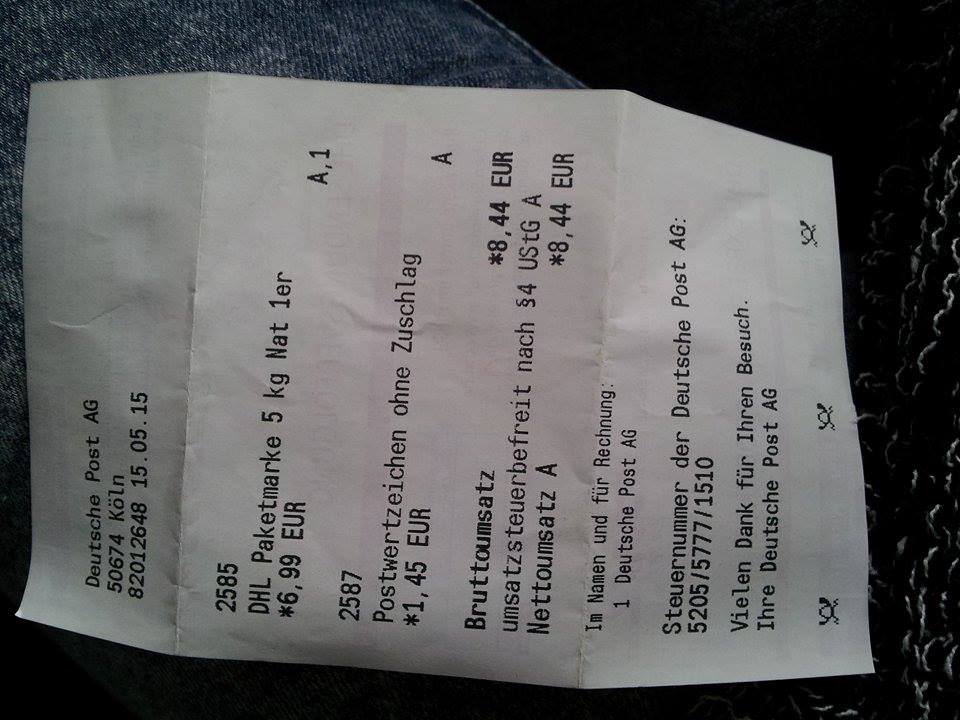 Deutsche Post AG
50674 Köln
82012648 15.05.15
2585
DHL Paketmarke 5 kg Nat 1er
*6,99 EUR A,1
2587
Postwertzeichen ohne Zuschlag
*1,45 EUR A
Bruttoumsatz *8,44 EUR
umsatzsteuerbefreit nach §4 UStG A
Nettoumsatz A *8,44 EUR
Im Namen und für Rechnung:
1 Deutsche Post AG
Steuernummer der Deutsche Post AG:
5205/5777/1510
Vielen Dank für Ihren Besuch.
Ihre Deutsche Post AG